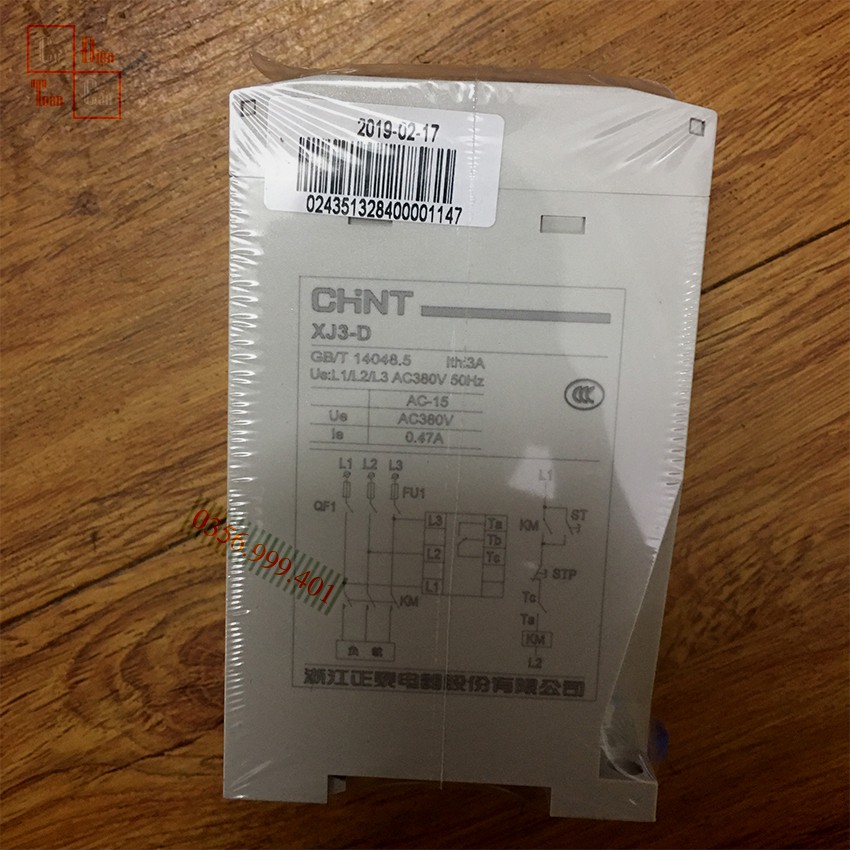 Điện
Toàn
2019-02-17
024351328400001147
CHiNT
XJ3-D
GB/T 14048.5 Ith:3A
Us:L1/L2/L3 AC380V 50Hz
AC-15
Ue AC380V
Ie 0.47A
L1 L2 L3
FU1
QF1
L3 Ta
Tb
L2 Tc
L1
KM
负 载
L1
KM ST
STP
Tc
Ta
KM
L2
浙江正泰电器股份有限公司
0356.999.401